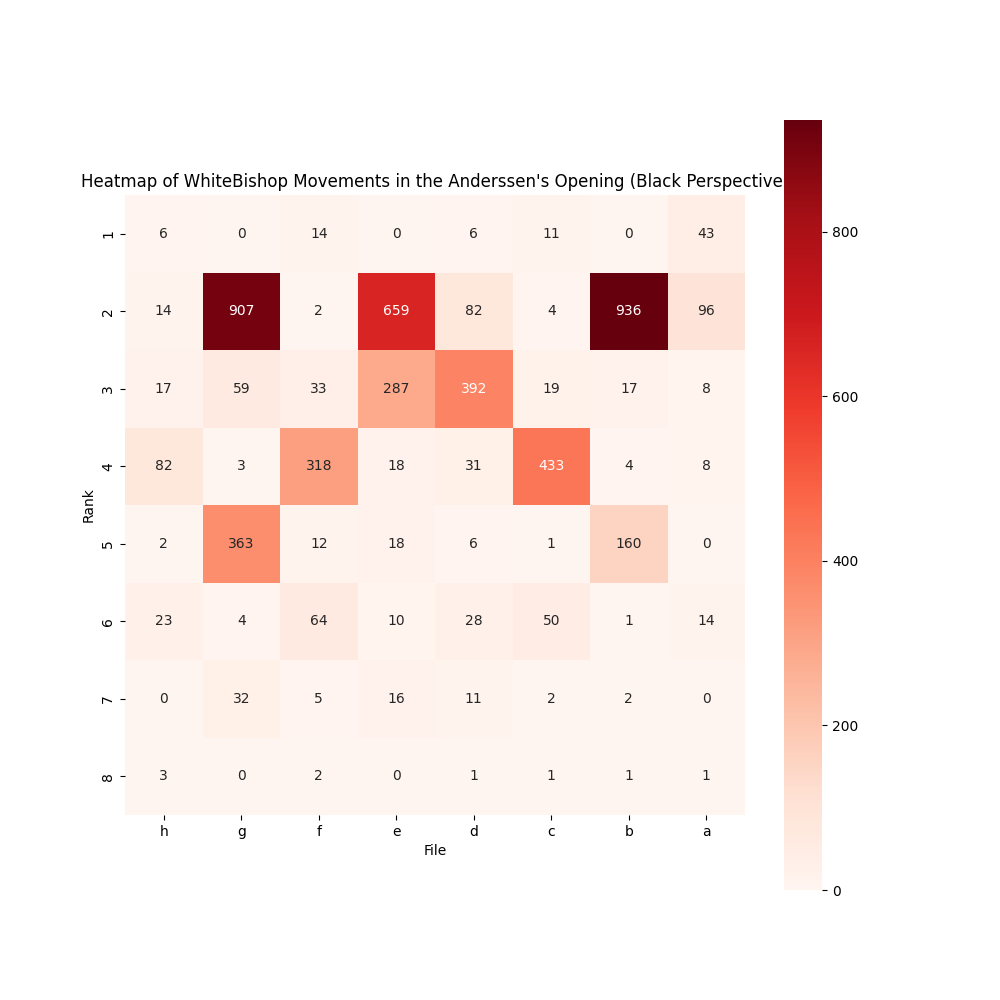 Heatmap of WhiteBishop Movements in the Anderssen's Opening (Black Perspective
1 6 0 14 0 6 11 0 43
2 14 907 2 659 82 4 936 96
3 17 59 33 287 392 19 17 8
4 82 3 318 18 31 433 4 8
Rank
5 2 363 12 18 6 1 160 0
6 23 4 64 10 28 50 1 14
7 0 32 5 16 11 2 2 0
8 3 0 2 0 1 1 1 1
h g f e d c b a
File
800
600
400
200
0